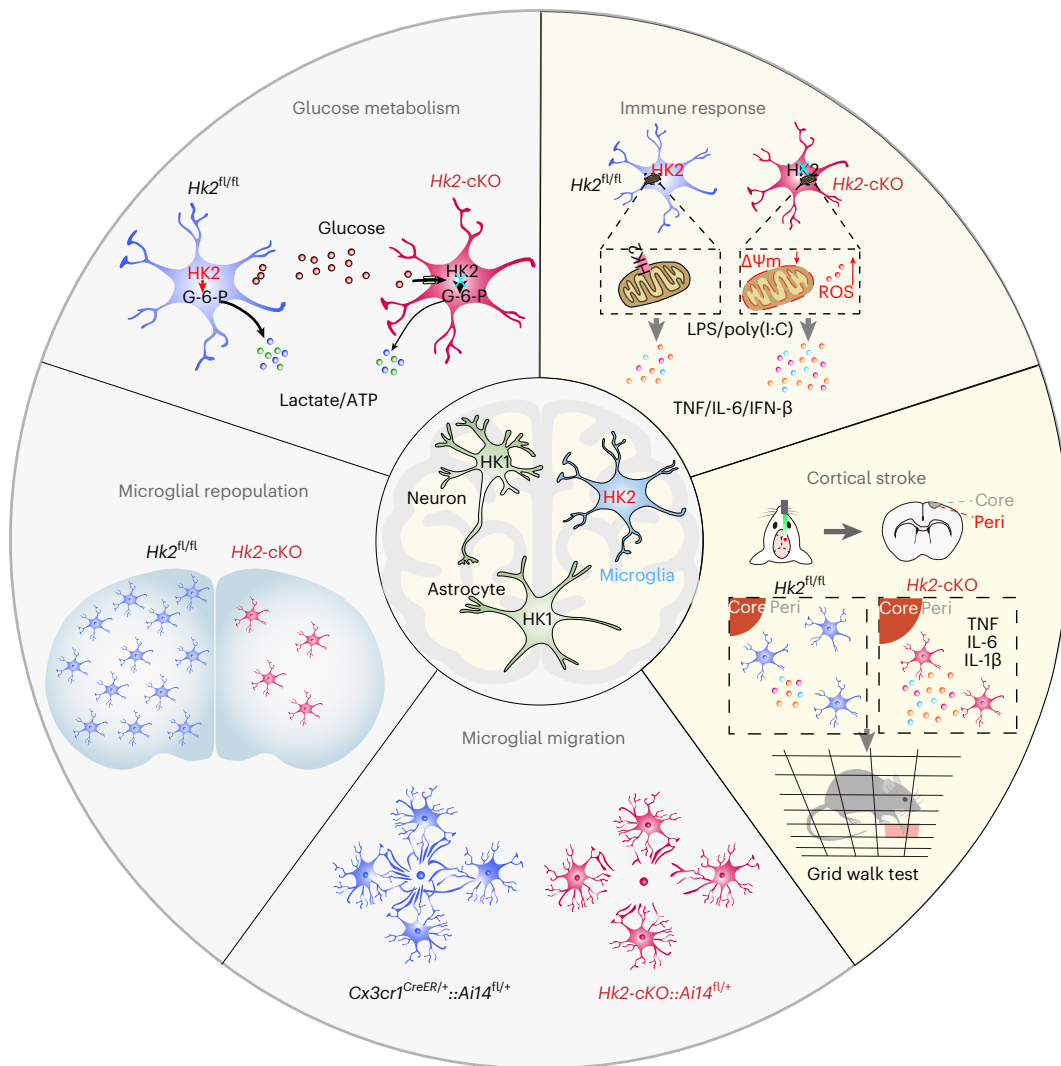 Glucose metabolism
Hk2fl/fl
Hk2-cKO
Glucose
HK2
G-6-P
HK2
G-6-P
Lactate/ATP
Immune response
Hk2fl/fl
HK2
HK2
Hk2-cKO
HK2
ΔΨm
ROS
LPS/poly(I:C)
TNF/IL-6/IFN-β
Microglial repopulation
Hk2fl/fl
Hk2-cKO
HK1
Neuron
HK2
Microglia
Astrocyte
HK1
Cortical stroke
Core
Peri
Hk2fl/fl
Hk2-cKO
Core Peri
Core Peri
TNF
IL-6
IL-1β
Grid walk test
Microglial migration
Cx3cr1CreER/+::Ai14fl/+
Hk2-cKO::Ai14fl/+